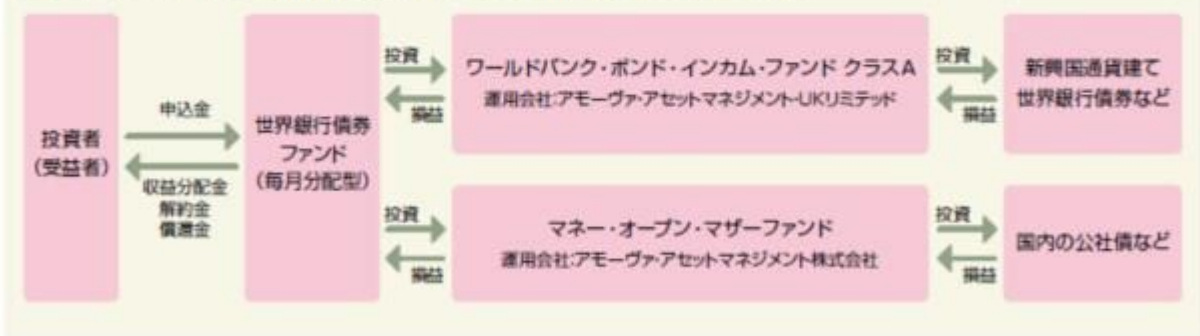 投資者
(受益者)
申込金
収益分配金
解約金
償還金
世界銀行債券
ファンド
(毎月分配型)
投資
損益
ワールドバンク・ボンド・インカム・ファンド クラスA
運用会社:アモーヴァ・アセットマネジメント・UKリミテッド
投資
損益
新興国通貨建て
世界銀行債券など
投資
損益
マネー・オープン・マザーファンド
運用会社:アモーヴァ・アセットマネジメント株式会社
投資
損益
国内の公社債など